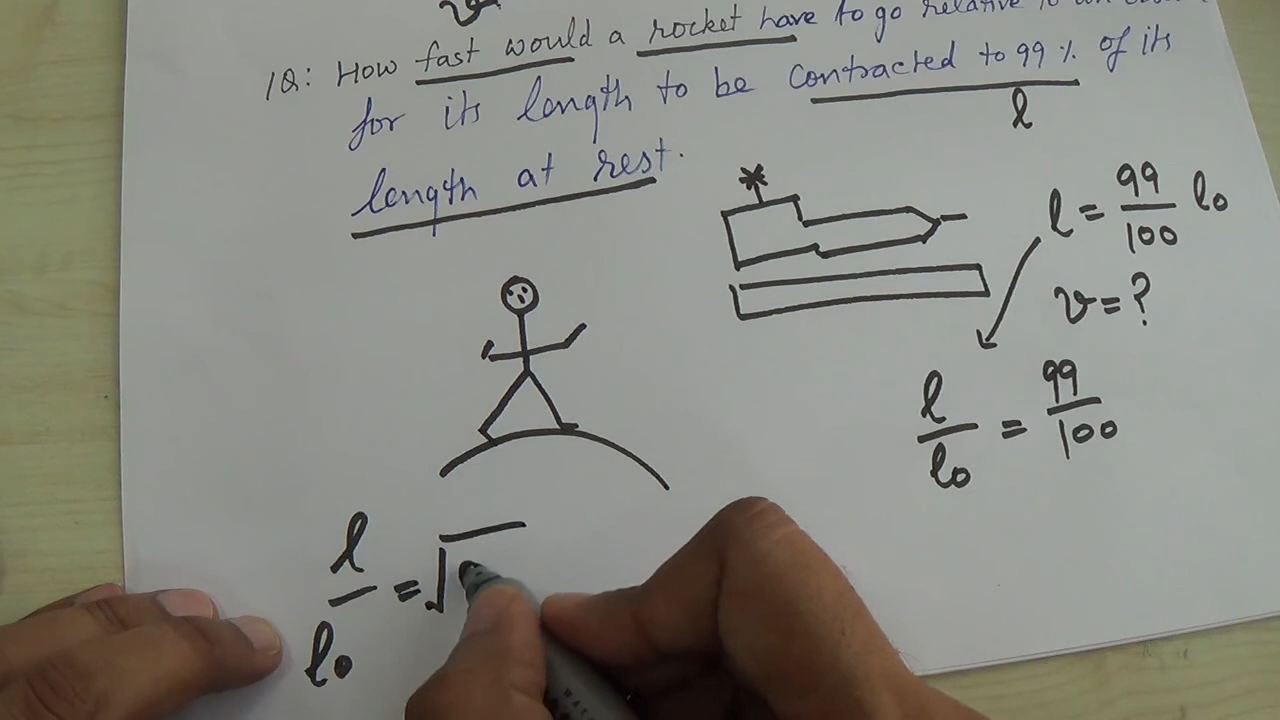 1Q: How fast would a rocket have to go relative to an
for its length to be contracted to 99% of its
length at rest.
l
l = 99/100 l0
v = ?
l/l0 = 99/100
l/l0 = √